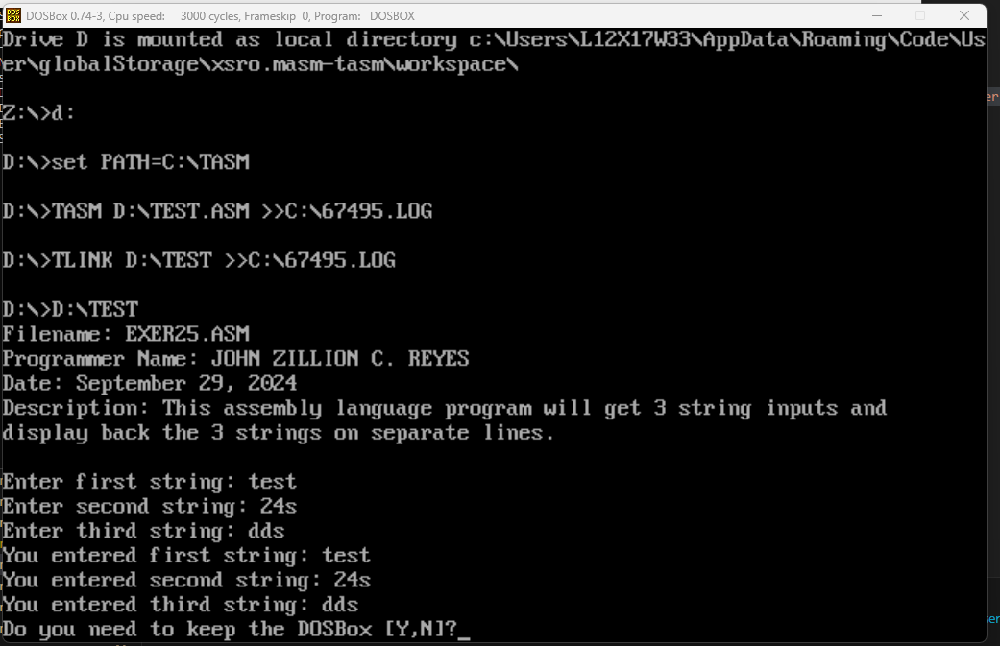 DOSBox 0.74-3, Cpu speed: 3000 cycles, Frameskip 0, Program: DOSBOX
Drive D is mounted as local directory c:\Users\L12X17W33\AppData\Roaming\Code\Us
er\globalStorage\xsro.masm-tasm\workspace\
Z:\>d:
D:\>set PATH=C:\TASM
D:\>TASM D:\TEST.ASM >>C:\67495.LOG
D:\>TLINK D:\TEST >>C:\67495.LOG
D:\>D:\TEST
Filename: EXER25.ASM
Programmer Name: JOHN ZILLION C. REYES
Date: September 29, 2024
Description: This assembly language program will get 3 string inputs and
display back the 3 strings on separate lines.
Enter first string: test
Enter second string: 24s
Enter third string: dds
You entered first string: test
You entered second string: 24s
You entered third string: dds
Do you need to keep the DOSBox [Y,N]?_